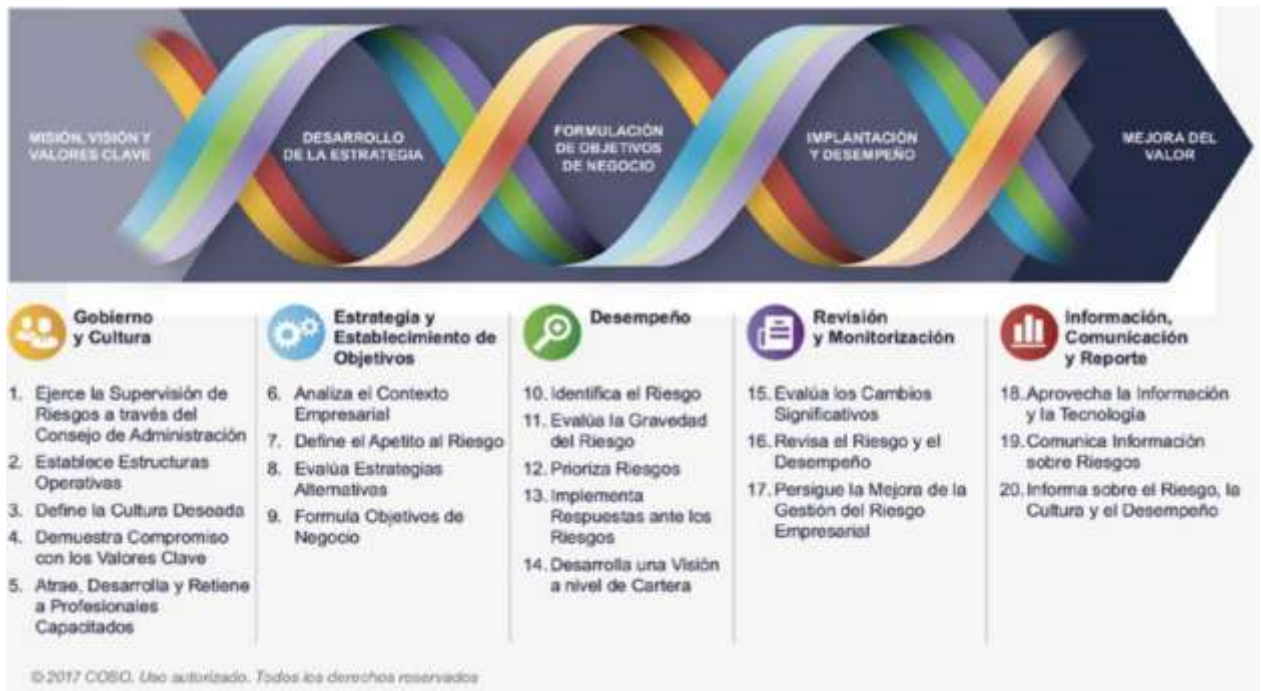 MISIÓN, VISIÓN Y
VALORES CLAVE
DESARROLLO
DE LA ESTRATEGIA
FORMULACIÓN
DE OBJETIVOS
DE NEGOCIO
IMPLANTACIÓN
Y DESEMPEÑO
MEJORA DEL
VALOR
Gobierno
y Cultura
1. Ejerce la Supervisión de
Riesgos a través del
Consejo de Administración
2. Establece Estructuras
Operativas
3. Define la Cultura Deseada
4. Demuestra Compromiso
con los Valores Clave
5. Atrae, Desarrolla y Retiene
a Profesionales
Capacitados
Estrategia y
Establecimiento de
Objetivos
6. Analiza el Contexto
Empresarial
7. Define el Apetito al Riesgo
8. Evalúa Estrategias
Alternativas
9. Formula Objetivos de
Negocio
Desempeño
10. Identifica el Riesgo
11. Evalúa la Gravedad
del Riesgo
12. Prioriza Riesgos
13. Implementa
Respuestas ante los
Riesgos
14. Desarrolla una Visión
a nivel de Cartera
Revisión
y Monitorización
15. Evalúa los Cambios
Significativos
16. Revisa el Riesgo y el
Desempeño
17. Persigue la Mejora de la
Gestión del Riesgo
Empresarial
Información,
Comunicación
y Reporte
18. Aprovecha la Información
y la Tecnología
19. Comunica Información
sobre Riesgos
20. Informa sobre el Riesgo, la
Cultura y el Desempeño
© 2017 COSO. Uso autorizado. Todos los derechos reservados